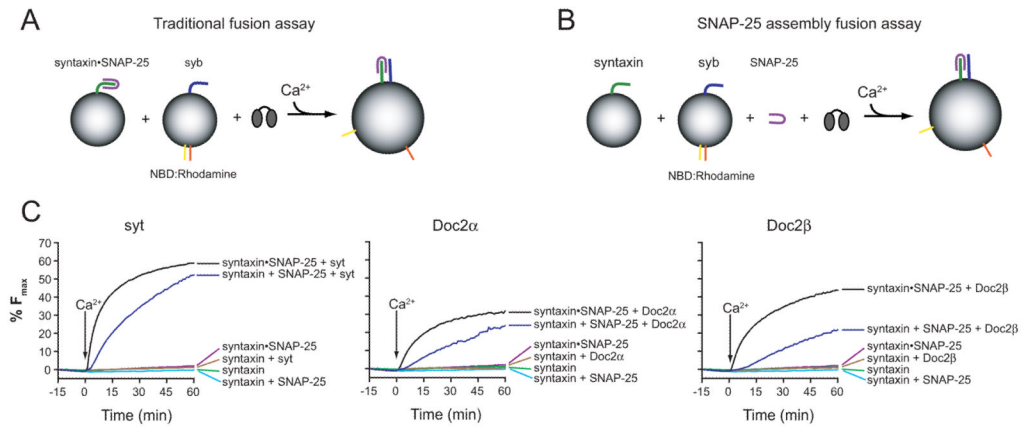 A
Traditional fusion assay
syntaxin•SNAP-25
syb
+
+
Ca2+
NBD:Rhodamine
B
SNAP-25 assembly fusion assay
syntaxin
syb
SNAP-25
+
+
+
Ca2+
NBD:Rhodamine
C
syt
% Fmax
70
60
50
40
30
20
10
0
Ca2+
syntaxin•SNAP-25 + syt
syntaxin + SNAP-25 + syt
syntaxin•SNAP-25
syntaxin + syt
syntaxin
syntaxin + SNAP-25
-15 0 15 30 45 60
Time (min)
Doc2α
Ca2+
syntaxin•SNAP-25 + Doc2α
syntaxin + SNAP-25 + Doc2α
syntaxin•SNAP-25
syntaxin + Doc2α
syntaxin
syntaxin + SNAP-25
-15 0 15 30 45 60
Time (min)
Doc2β
Ca2+
syntaxin•SNAP-25 + Doc2β
syntaxin + SNAP-25 + Doc2β
syntaxin•SNAP-25
syntaxin + Doc2β
syntaxin
syntaxin + SNAP-25
-15 0 15 30 45 60
Time (min)